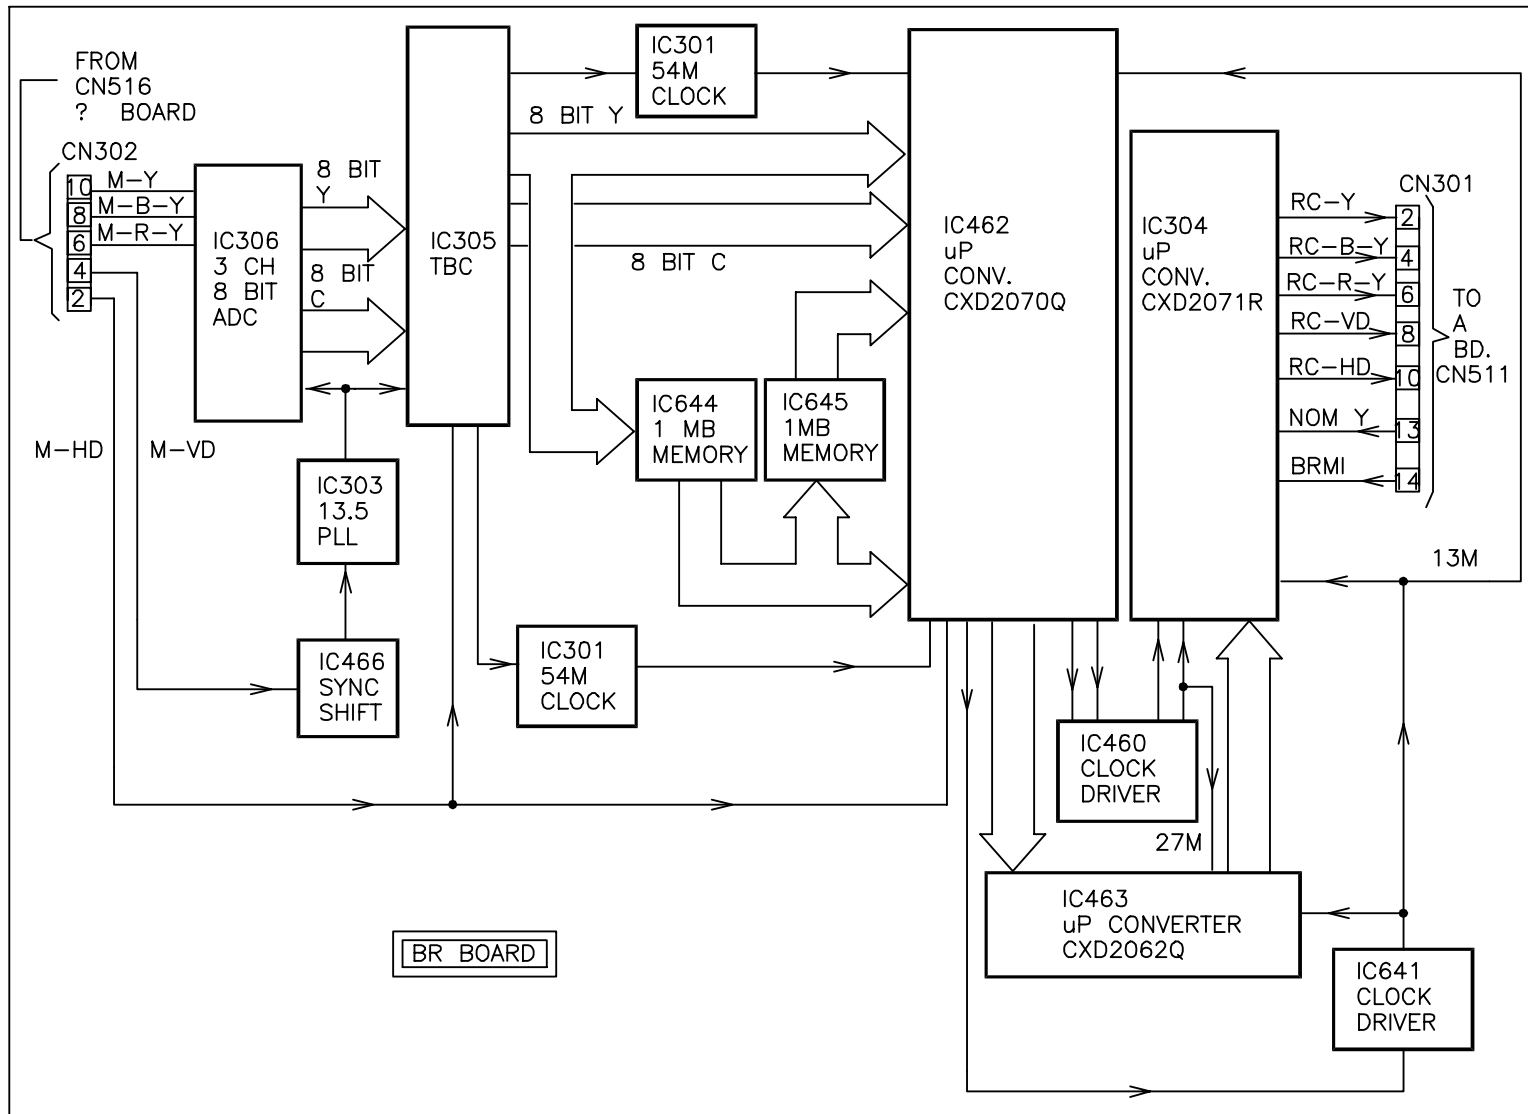 FROM
CN516
? BOARD
CN302
10 M-Y
8 M-B-Y
6 M-R-Y
4
2
M-HD
M-VD
IC306
3 CH
8 BIT
ADC
8 BIT
Y
8 BIT
C
IC303
13.5
PLL
IC466
SYNC
SHIFT
IC305
TBC
IC301
54M
CLOCK
8 BIT Y
8 BIT C
IC644
1 MB
MEMORY
IC645
1MB
MEMORY
IC301
54M
CLOCK
IC462
uP
CONV.
CXD2070Q
IC304
uP
CONV.
CXD2071R
CN301
RC-Y 2
RC-B-Y 4
RC-R-Y 6
RC-VD 8
RC-HD 10
NOM Y 13
BRMI 14
TO
A
BD.
CN511
13M
IC460
CLOCK
DRIVER
27M
IC463
uP CONVERTER
CXD2062Q
IC641
CLOCK
DRIVER
BR BOARD